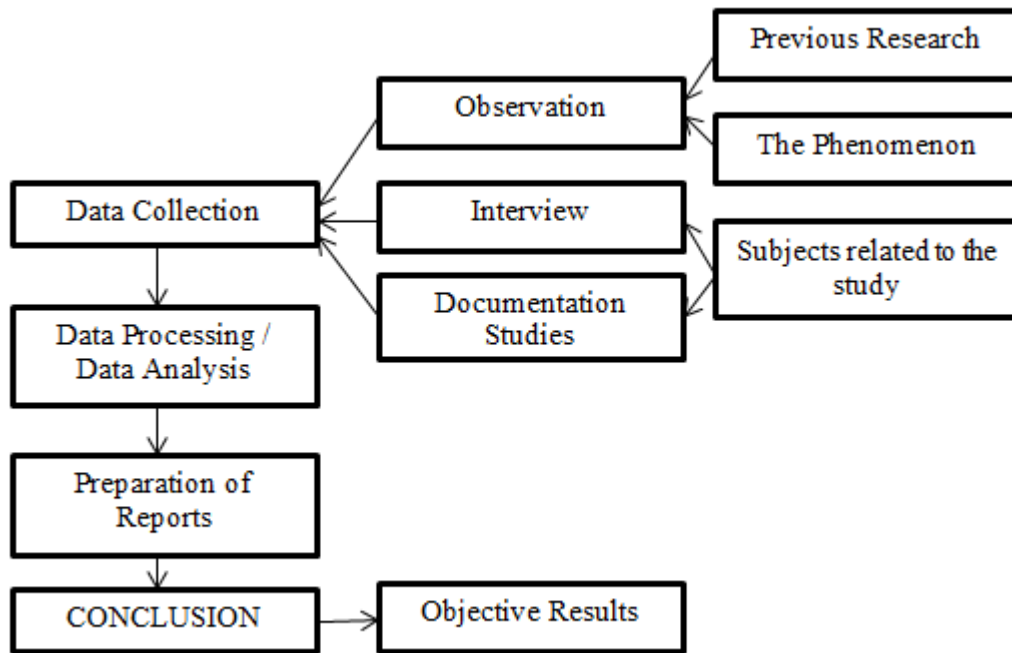 Previous Research
Observation
The Phenomenon
Data Collection
Interview
Subjects related to the
study
Documentation
Studies
Data Processing /
Data Analysis
Preparation of
Reports
CONCLUSION
Objective Results